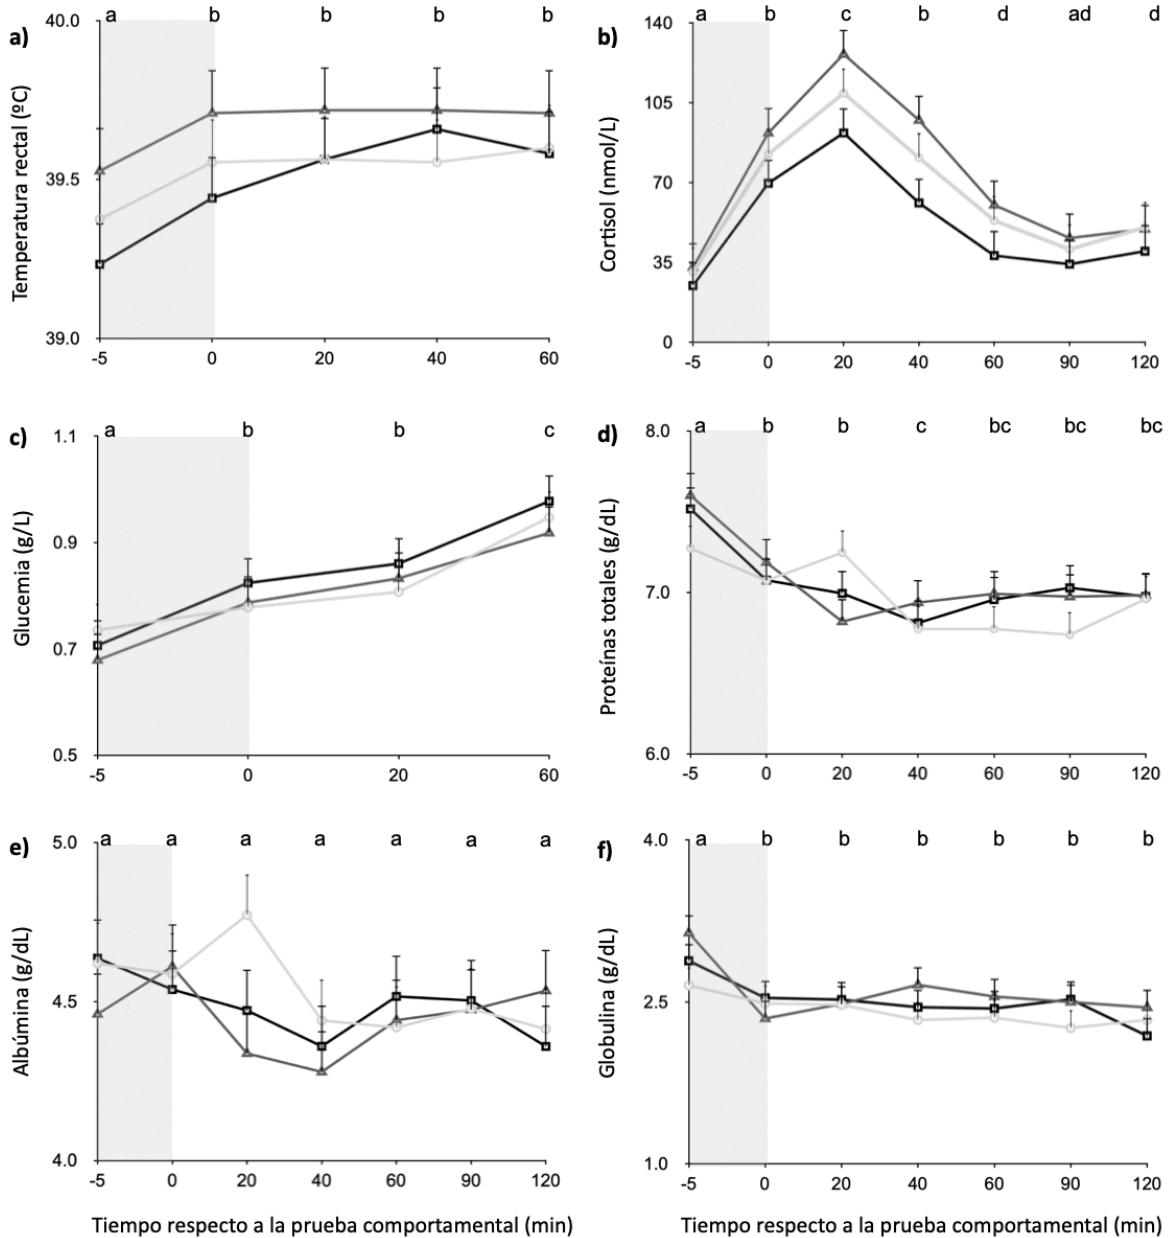 a)
a b b b b
Temperatura rectal (ºC)
40.0
39.5
39.0
-5 0 20 40 60
b)
a b c b d ad d
Cortisol (nmol/L)
140
105
70
35
0
-5 0 20 40 60 90 120
c)
a b b c
Glucemia (g/L)
1.1
0.9
0.7
0.5
-5 0 20 60
d)
a b b c bc bc bc
Proteínas totales (g/dL)
8.0
7.0
6.0
-5 0 20 40 60 90 120
e)
a a a a a a a
Albúmina (g/dL)
5.0
4.5
4.0
-5 0 20 40 60 90 120
Tiempo respecto a la prueba comportamental (min)
f)
a b b b b b b
Globulina (g/dL)
4.0
2.5
1.0
-5 0 20 40 60 90 120
Tiempo respecto a la prueba comportamental (min)